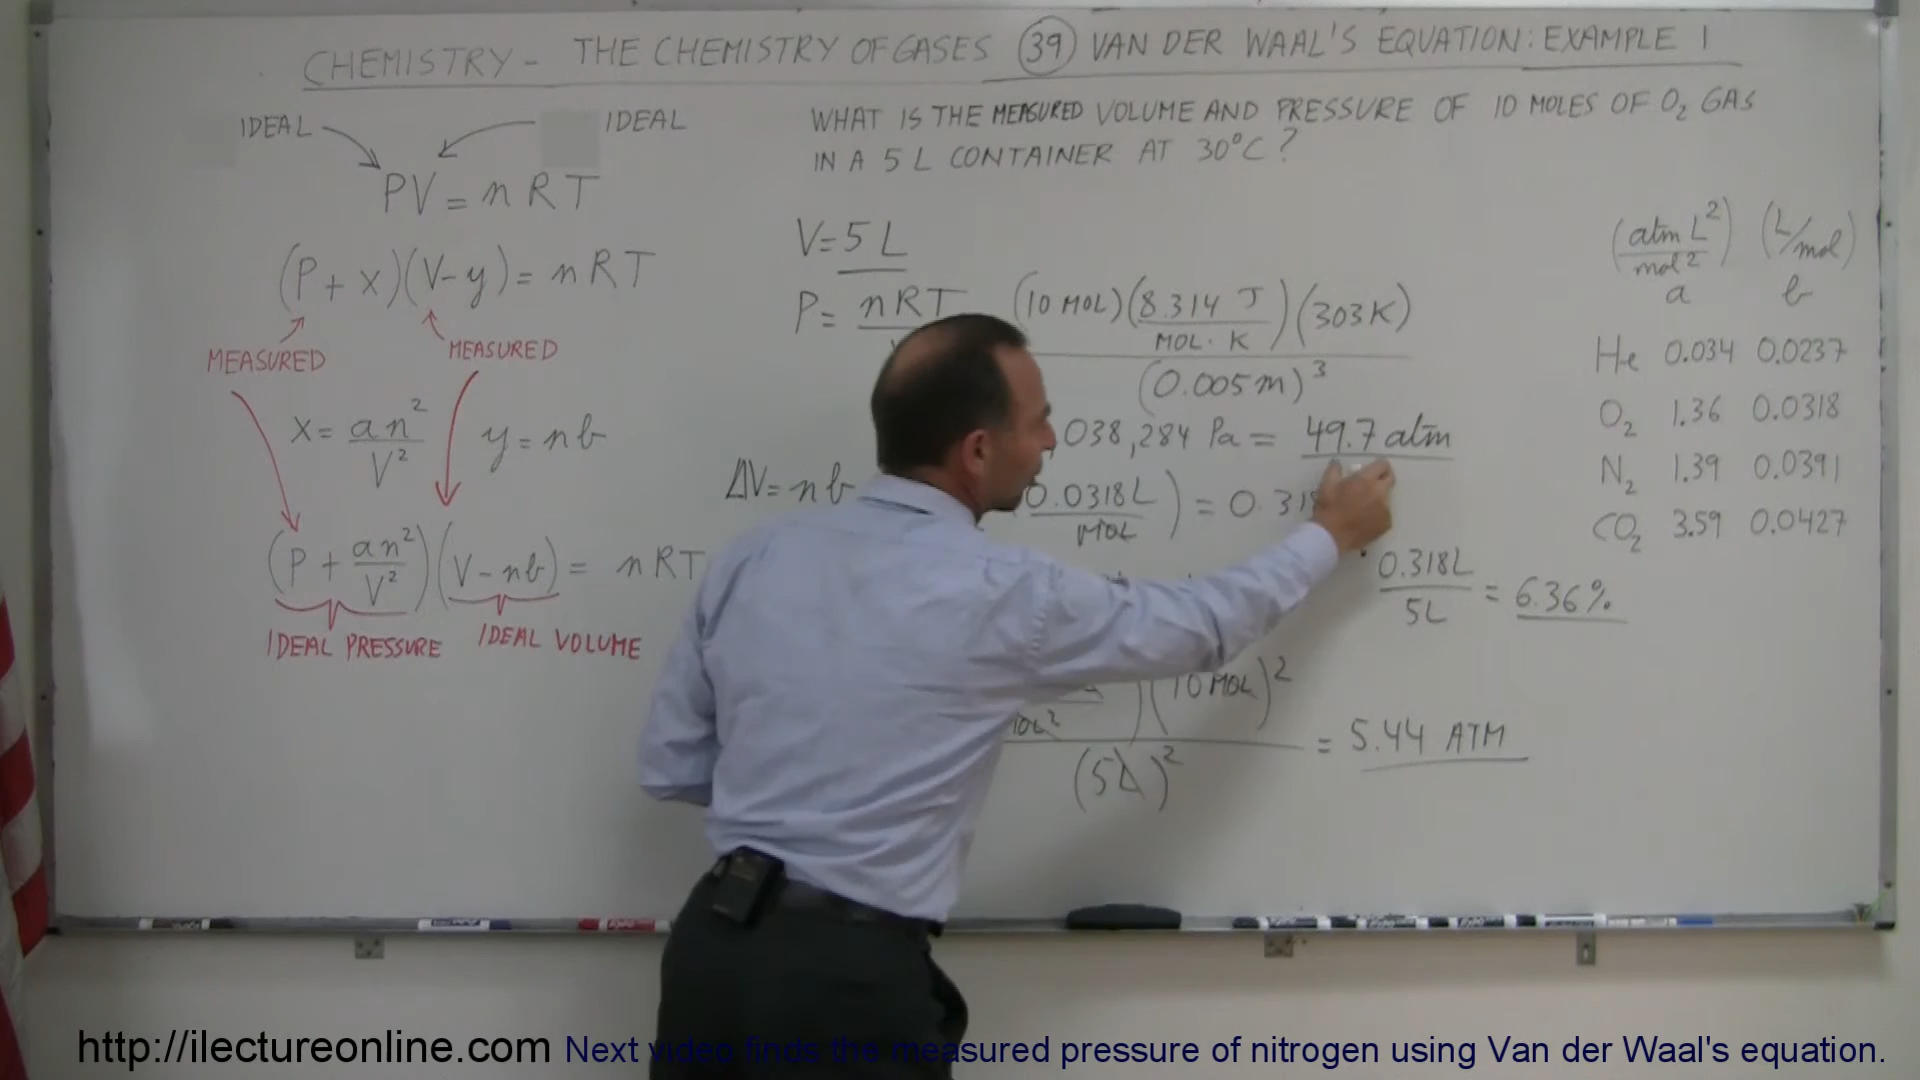 CHEMISTRY - THE CHEMISTRY OF GASES 39 VAN DER WAAL'S EQUATION: EXAMPLE 1
IDEAL IDEAL
PV = nRT
(P + x)(V - y) = nRT
MEASURED MEASURED
x = an²/V² y = nb
(P + an²/V²)(V - nb) = nRT
IDEAL PRESSURE IDEAL VOLUME
WHAT IS THE MEASURED VOLUME AND PRESSURE OF 10 MOLES OF O₂ GAS
IN A 5 L CONTAINER AT 30°C?
V = 5 L
P = nRT (10 MOL)(8.314 J/MOL·K)(303K)
(0.005m)³
038,284 Pa = 49.7 atm
ΔV = nb 0.0318L/MOL) = 0.318
0.318L/5L = 6.36%
(10 MOL)²
(5L)² = 5.44 ATM
(atm L²/mol²) (L/mol)
a b
He 0.034 0.0237
O₂ 1.36 0.0318
N₂ 1.39 0.0391
CO₂ 3.59 0.0427
http://ilectureonline.com Next video finds the measured pressure of nitrogen using Van der Waal's equation.